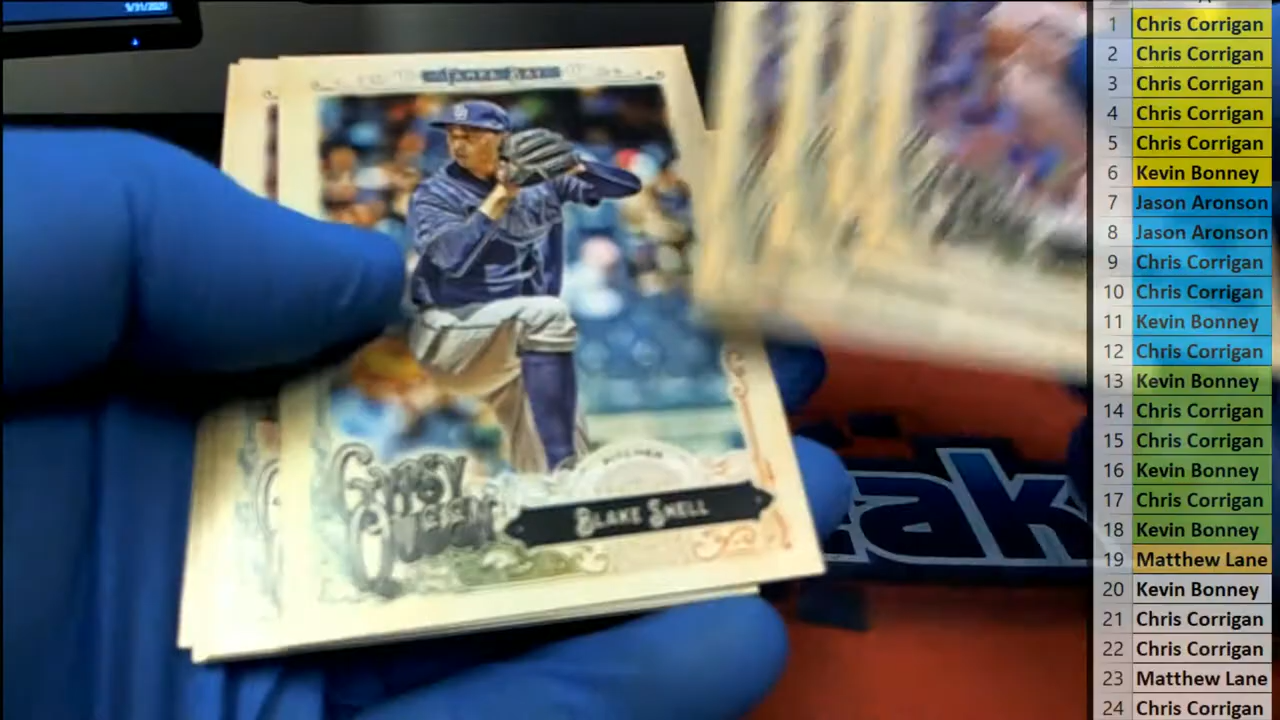 TAMPA BAY
PITCHER
GYPSY
QUEEN
BLAKE SNELL
eak
1 Chris Corrigan
2 Chris Corrigan
3 Chris Corrigan
4 Chris Corrigan
5 Chris Corrigan
6 Kevin Bonney
7 Jason Aronson
8 Jason Aronson
9 Chris Corrigan
10 Chris Corrigan
11 Kevin Bonney
12 Chris Corrigan
13 Kevin Bonney
14 Chris Corrigan
15 Chris Corrigan
16 Kevin Bonney
17 Chris Corrigan
18 Kevin Bonney
19 Matthew Lane
20 Kevin Bonney
21 Chris Corrigan
22 Chris Corrigan
23 Matthew Lane
24 Chris Corrigan